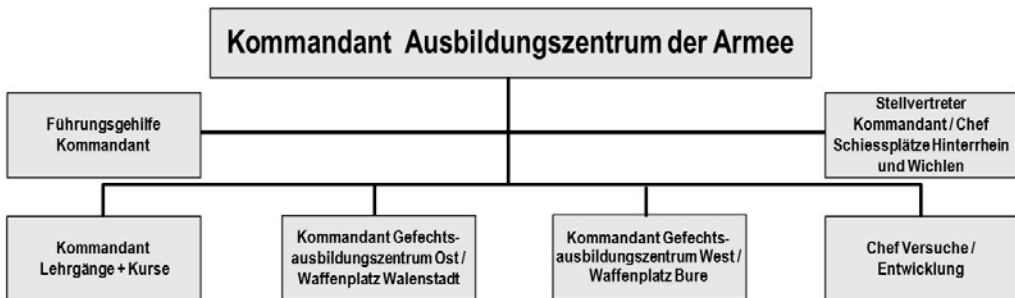 Kommandant Ausbildungszentrum der Armee
Führungsgehilfe
Kommandant
Stellvertreter
Kommandant / Chef
Schiessplätze Hinterrhein
und Wichlen
Kommandant
Lehrgänge + Kurse
Kommandant Gefechts-
ausbildungszentrum Ost /
Waffenplatz Walenstadt
Kommandant Gefechts-
ausbildungszentrum West /
Waffenplatz Bure
Chef Versuche /
Entwicklung